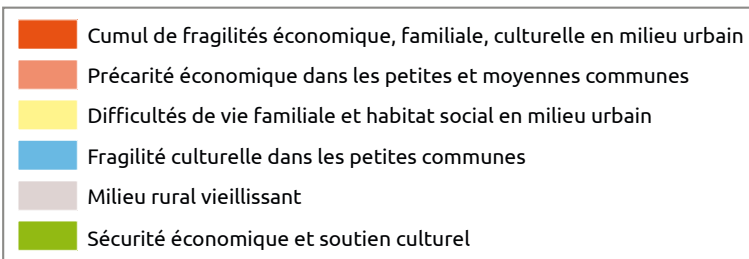 Cumul de fragilités économique, familiale, culturelle en milieu urbain
Précarité économique dans les petites et moyennes communes
Difficultés de vie familiale et habitat social en milieu urbain
Fragilité culturelle dans les petites communes
Milieu rural vieillissant
Sécurité économique et soutien culturel